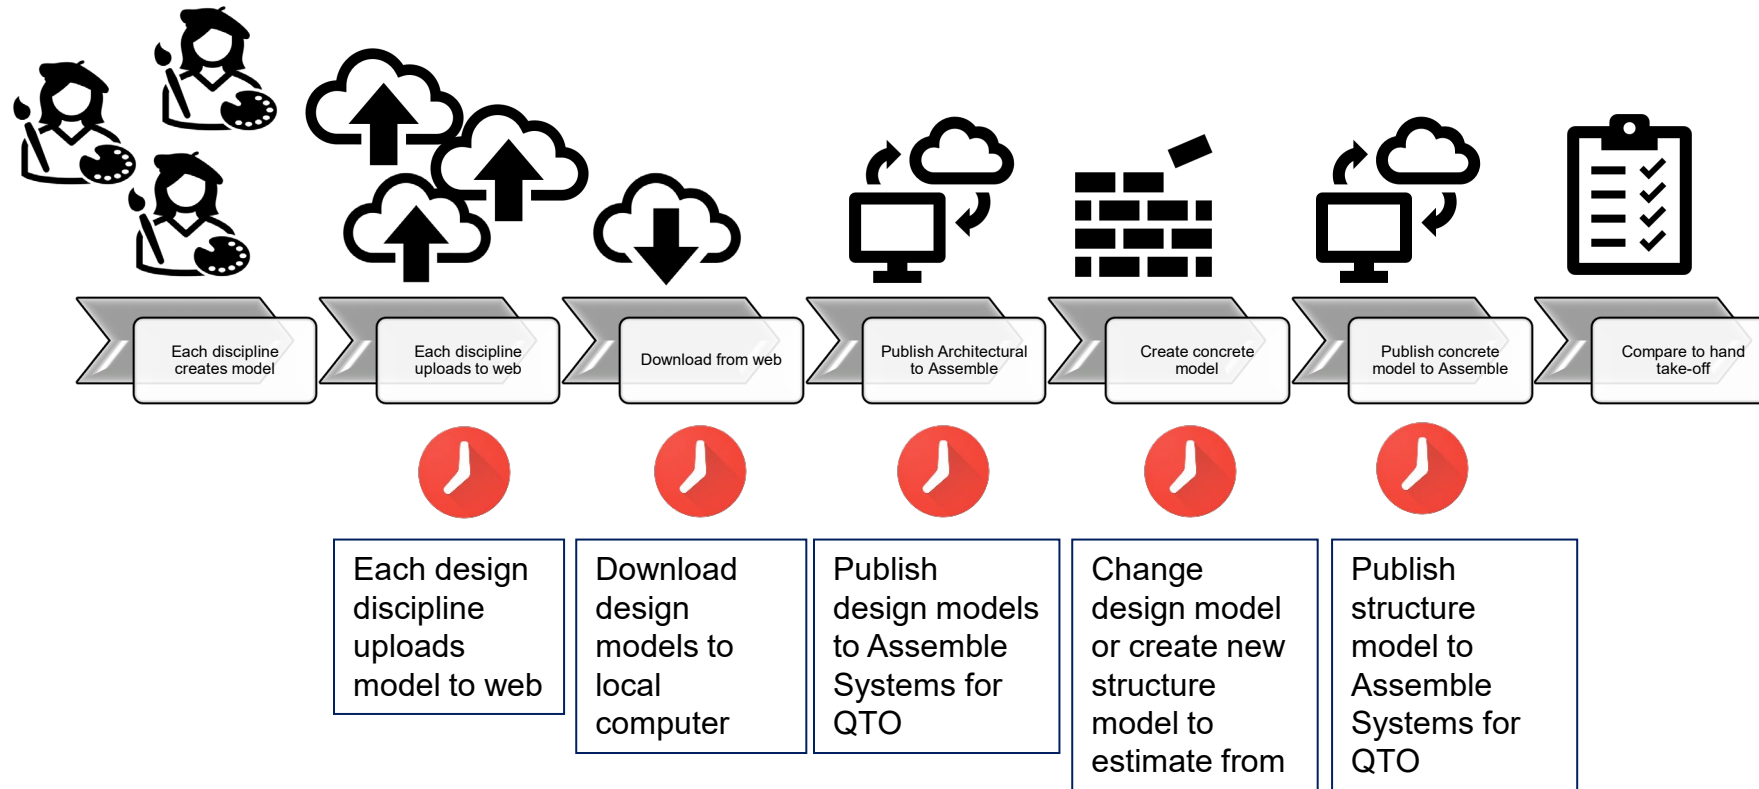 Each discipline
creates model
Each discipline
uploads to web
Download from web
Publish Architectural
to Assemble
Create concrete
model
Publish concrete
model to Assemble
Compare to hand
take-off
Each design
discipline
uploads
model to web
Download
design
models to
local
computer
Publish
design models
to Assemble
Systems for
QTO
Change
design model
or create new
structure
model to
estimate from
Publish
structure
model to
Assemble
Systems for
QTO